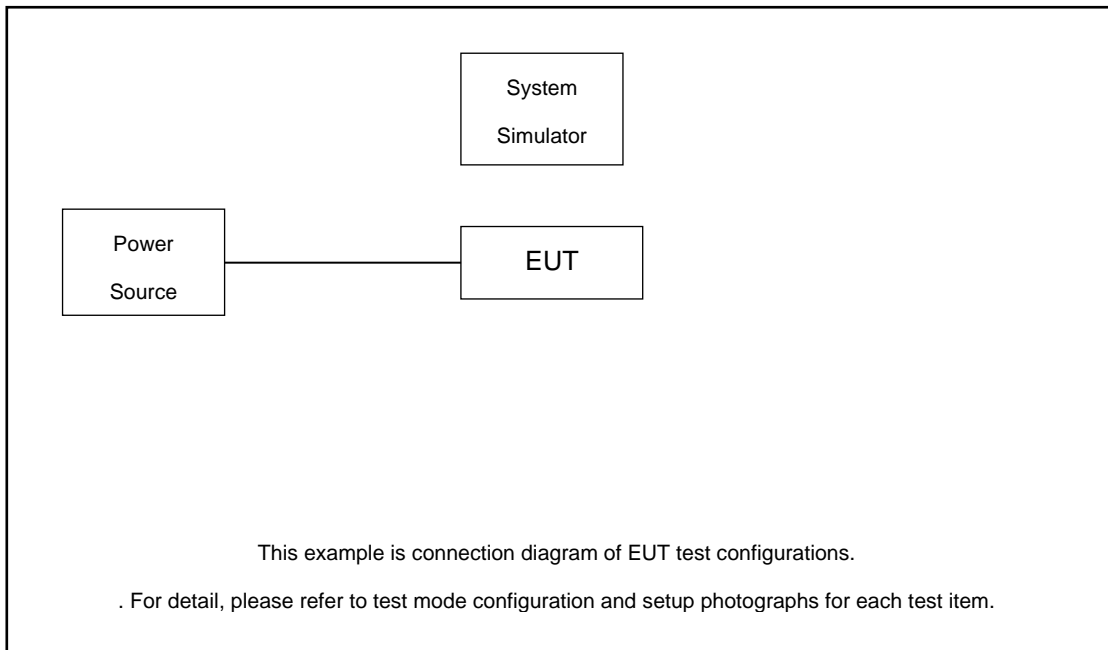 System
Simulator
Power
Source
EUT
This example is connection diagram of EUT test configurations.
. For detail, please refer to test mode configuration and setup photographs for each test item.